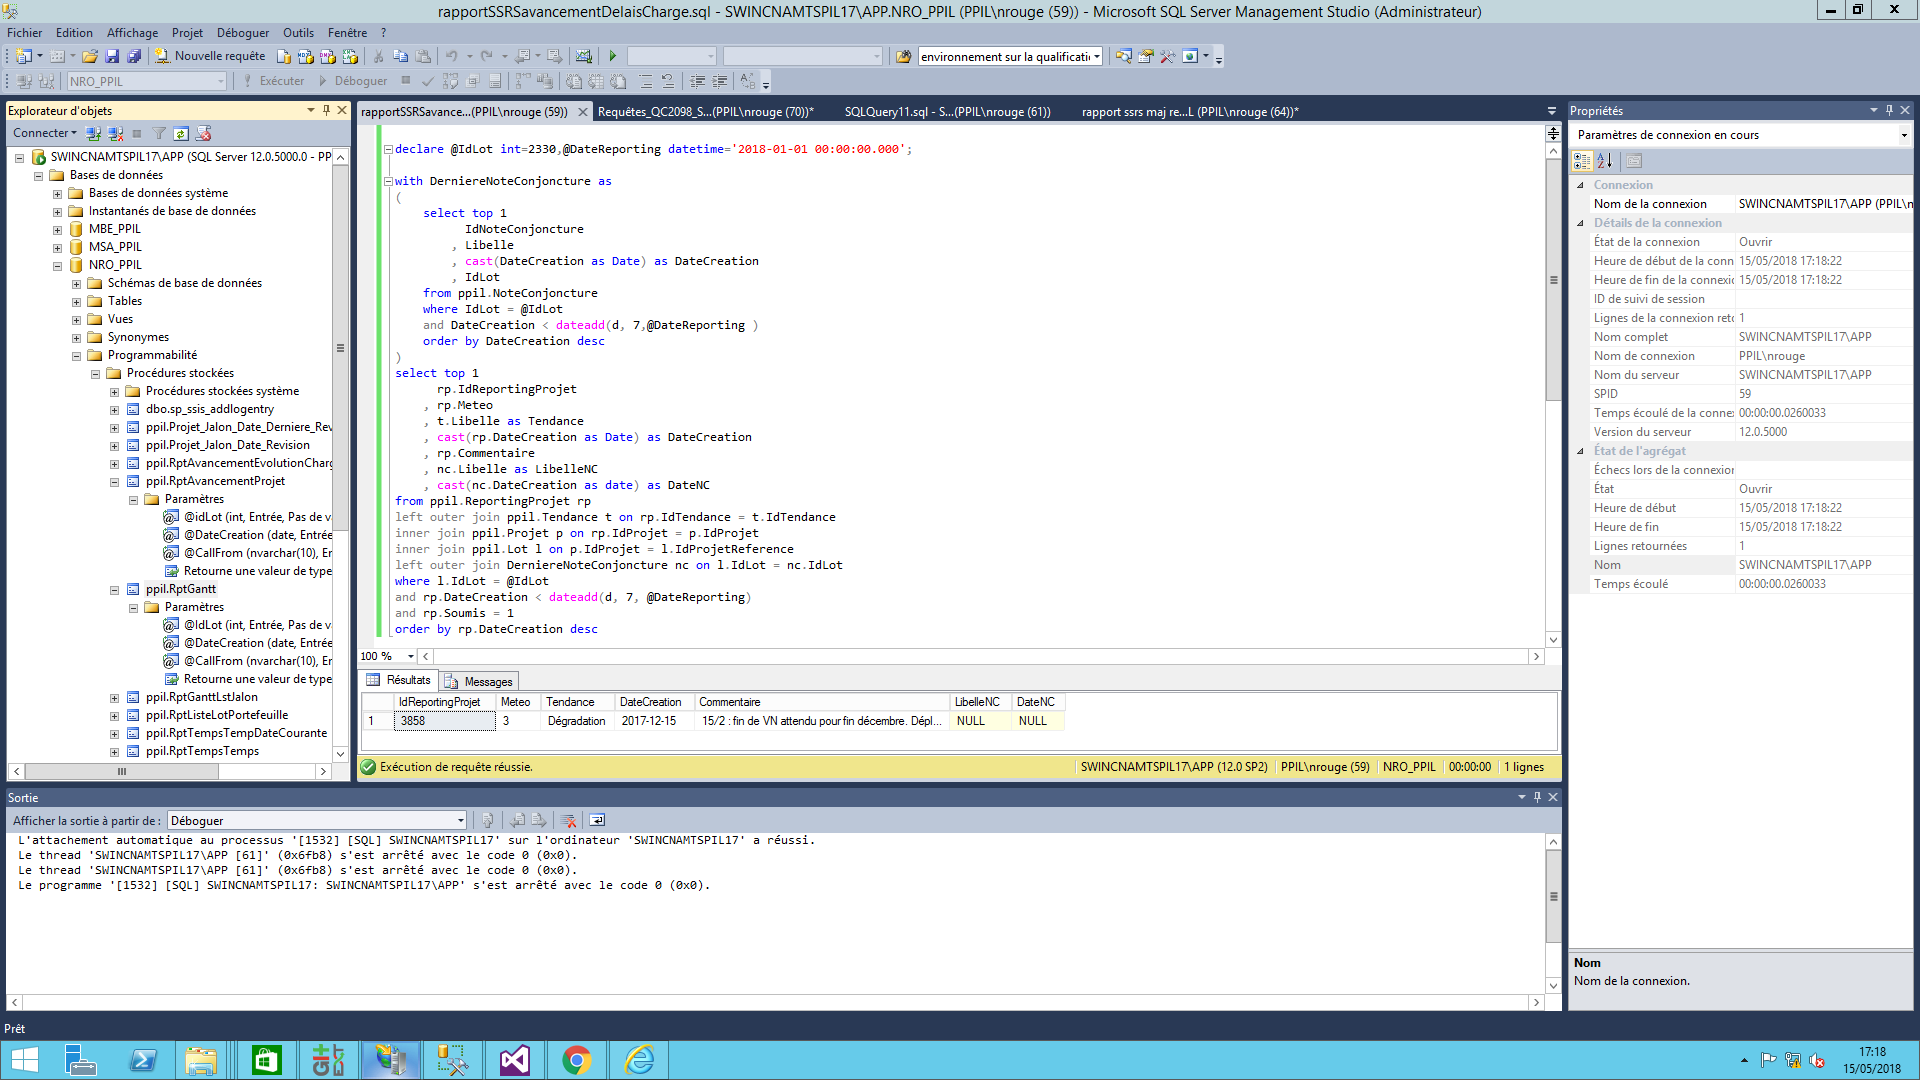 rapportSSRSavancementDelaisCharge.sql - SWINCNAMTSPIL17\APP.NRO_PPIL (PPIL\nrouge (59)) - Microsoft SQL Server Management Studio (Administrateur)
Fichier Edition Affichage Projet Déboguer Outils Fenêtre ?
Nouvelle requête environnement sur la qualificati
NRO_PPIL Exécuter Déboguer
Explorateur d'objets
Connecter
SWINCNAMTSPIL17\APP (SQL Server 12.0.5000.0 - PP
Bases de données
Bases de données système
Instantanés de base de données
MBE_PPIL
MSA_PPIL
NRO_PPIL
Schémas de base de données
Tables
Vues
Synonymes
Programmabilité
Procédures stockées
Procédures stockées système
dbo.sp_ssis_addlogentry
ppil.Projet_Jalon_Date_Derniere_Rev
ppil.Projet_Jalon_Date_Revision
ppil.RptAvancementEvolutionCharg
ppil.RptAvancementProjet
Paramètres
@idLot (int, Entrée, Pas de v
@DateCreation (date, Entrée
@CallFrom (nvarchar(10), En
Retourne une valeur de type
ppil.RptGantt
Paramètres
@IdLot (int, Entrée, Pas de v
@DateCreation (date, Entrée
@CallFrom (nvarchar(10), En
Retourne une valeur de type
ppil.RptGanttLstJalon
ppil.RptListeLotPortefeuille
ppil.RptTempsTempDateCourante
ppil.RptTempsTemps
rapportSSRSavance...(PPIL\nrouge (59)) Requêtes_QC2098_S...(PPIL\nrouge (70))* SQLQuery11.sql - S...(PPIL\nrouge (61)) rapport ssrs maj re...L (PPIL\nrouge (64))*
declare @IdLot int=2330,@DateReporting datetime='2018-01-01 00:00:00.000';
with DerniereNoteConjoncture as
(
select top 1
IdNoteConjoncture
, Libelle
, cast(DateCreation as Date) as DateCreation
, IdLot
from ppil.NoteConjoncture
where IdLot = @IdLot
and DateCreation < dateadd(d, 7,@DateReporting )
order by DateCreation desc
)
select top 1
rp.IdReportingProjet
, rp.Meteo
, t.Libelle as Tendance
, cast(rp.DateCreation as Date) as DateCreation
, rp.Commentaire
, nc.Libelle as LibelleNC
, cast(nc.DateCreation as date) as DateNC
from ppil.ReportingProjet rp
left outer join ppil.Tendance t on rp.IdTendance = t.IdTendance
inner join ppil.Projet p on rp.IdProjet = p.IdProjet
inner join ppil.Lot l on p.IdProjet = l.IdProjetReference
left outer join DerniereNoteConjoncture nc on l.IdLot = nc.IdLot
where l.IdLot = @IdLot
and rp.DateCreation < dateadd(d, 7, @DateReporting)
and rp.Soumis = 1
order by rp.DateCreation desc
100 %
Résultats Messages
IdReportingProjet Meteo Tendance DateCreation Commentaire LibelleNC DateNC
1 3858 3 Dégradation 2017-12-15 15/2 : fin de VN attendu pour fin décembre. Dépl... NULL NULL
Exécution de requête réussie. SWINCNAMTSPIL17\APP (12.0 SP2) PPIL\nrouge (59) NRO_PPIL 00:00:00 1 lignes
Propriétés
Paramètres de connexion en cours
Connexion
Nom de la connexion SWINCNAMTSPIL17\APP (PPIL\n
Détails de la connexion
État de la connexion Ouvrir
Heure de début de la conn 15/05/2018 17:18:22
Heure de fin de la connexio 15/05/2018 17:18:22
ID de suivi de session
Lignes de la connexion reto 1
Nom complet SWINCNAMTSPIL17\APP
Nom de connexion PPIL\nrouge
Nom du serveur SWINCNAMTSPIL17\APP
SPID 59
Temps écoulé de la connex 00:00:00.0260033
Version du serveur 12.0.5000
État de l'agrégat
Échecs lors de la connexion
État Ouvrir
Heure de début 15/05/2018 17:18:22
Heure de fin 15/05/2018 17:18:22
Lignes retournées 1
Nom SWINCNAMTSPIL17\APP
Temps écoulé 00:00:00.0260033
Nom
Nom de la connexion.
Sortie
Afficher la sortie à partir de : Déboguer
L'attachement automatique au processus '[1532] [SQL] SWINCNAMTSPIL17' sur l'ordinateur 'SWINCNAMTSPIL17' a réussi.
Le thread 'SWINCNAMTSPIL17\APP [61]' (0x6fb8) s'est arrêté avec le code 0 (0x0).
Le thread 'SWINCNAMTSPIL17\APP [61]' (0x6fb8) s'est arrêté avec le code 0 (0x0).
Le programme '[1532] [SQL] SWINCNAMTSPIL17: SWINCNAMTSPIL17\APP' s'est arrêté avec le code 0 (0x0).
Prêt
17:18
15/05/2018